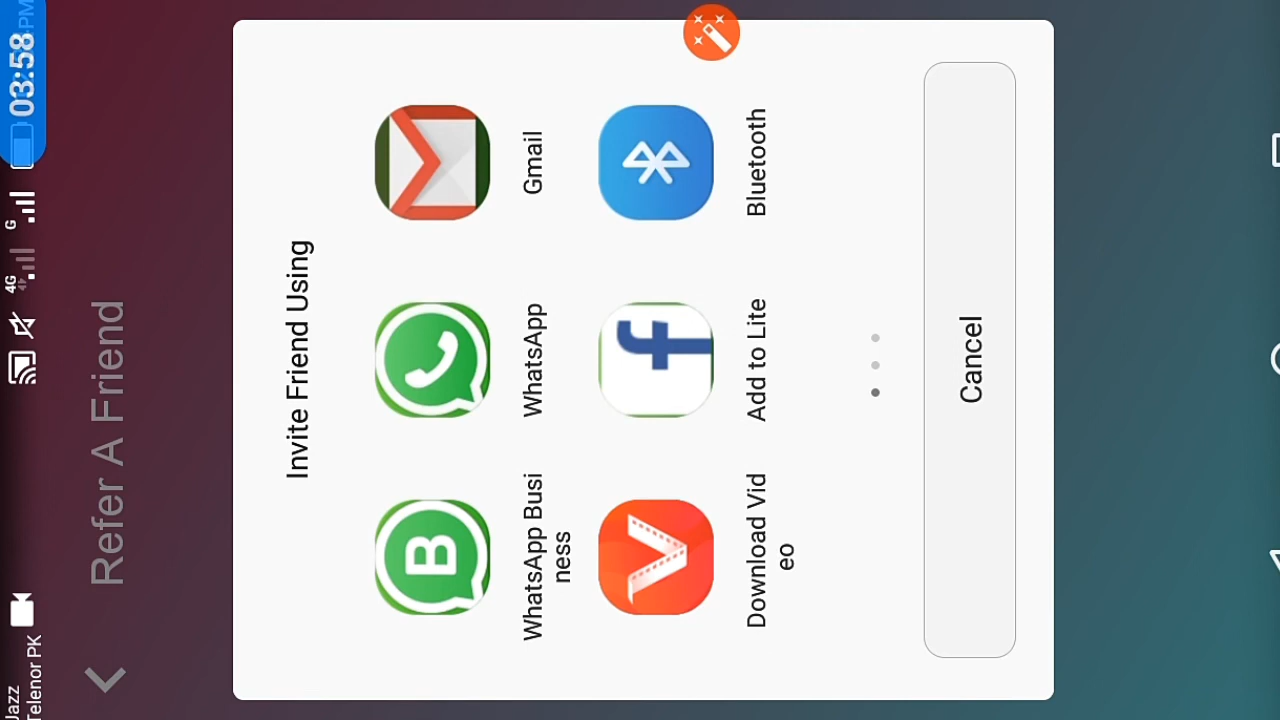 Jazz
Telenor PK
4G
G
03:58
PM
Refer A Friend
Invite Friend Using
WhatsApp Busi
ness
WhatsApp
Gmail
Download Vid
eo
Add to Lite
Bluetooth
Cancel